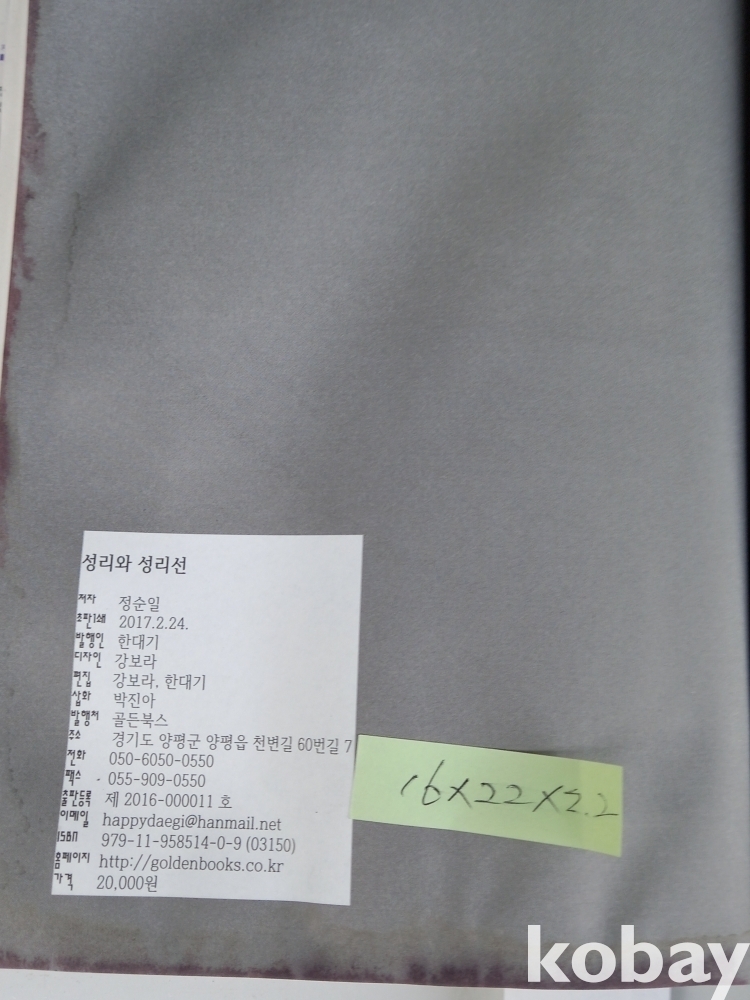 성리와 성리선
저자 정순일
초판1쇄 2017.2.24.
발행인 한대기
디자인 강보라
편집 강보라, 한대기
삽화 박진아
발행처 골든북스
주소 경기도 양평군 양평읍 천변길 60번길 7
전화 050-6050-0550
팩스 055-909-0550
출판등록 제 2016-000011 호
이메일 happydaegi@hanmail.net
ISBN 979-11-958514-0-9 (03150)
홈페이지 http://goldenbooks.co.kr
가격 20,000원
16×22×2.2
kobay